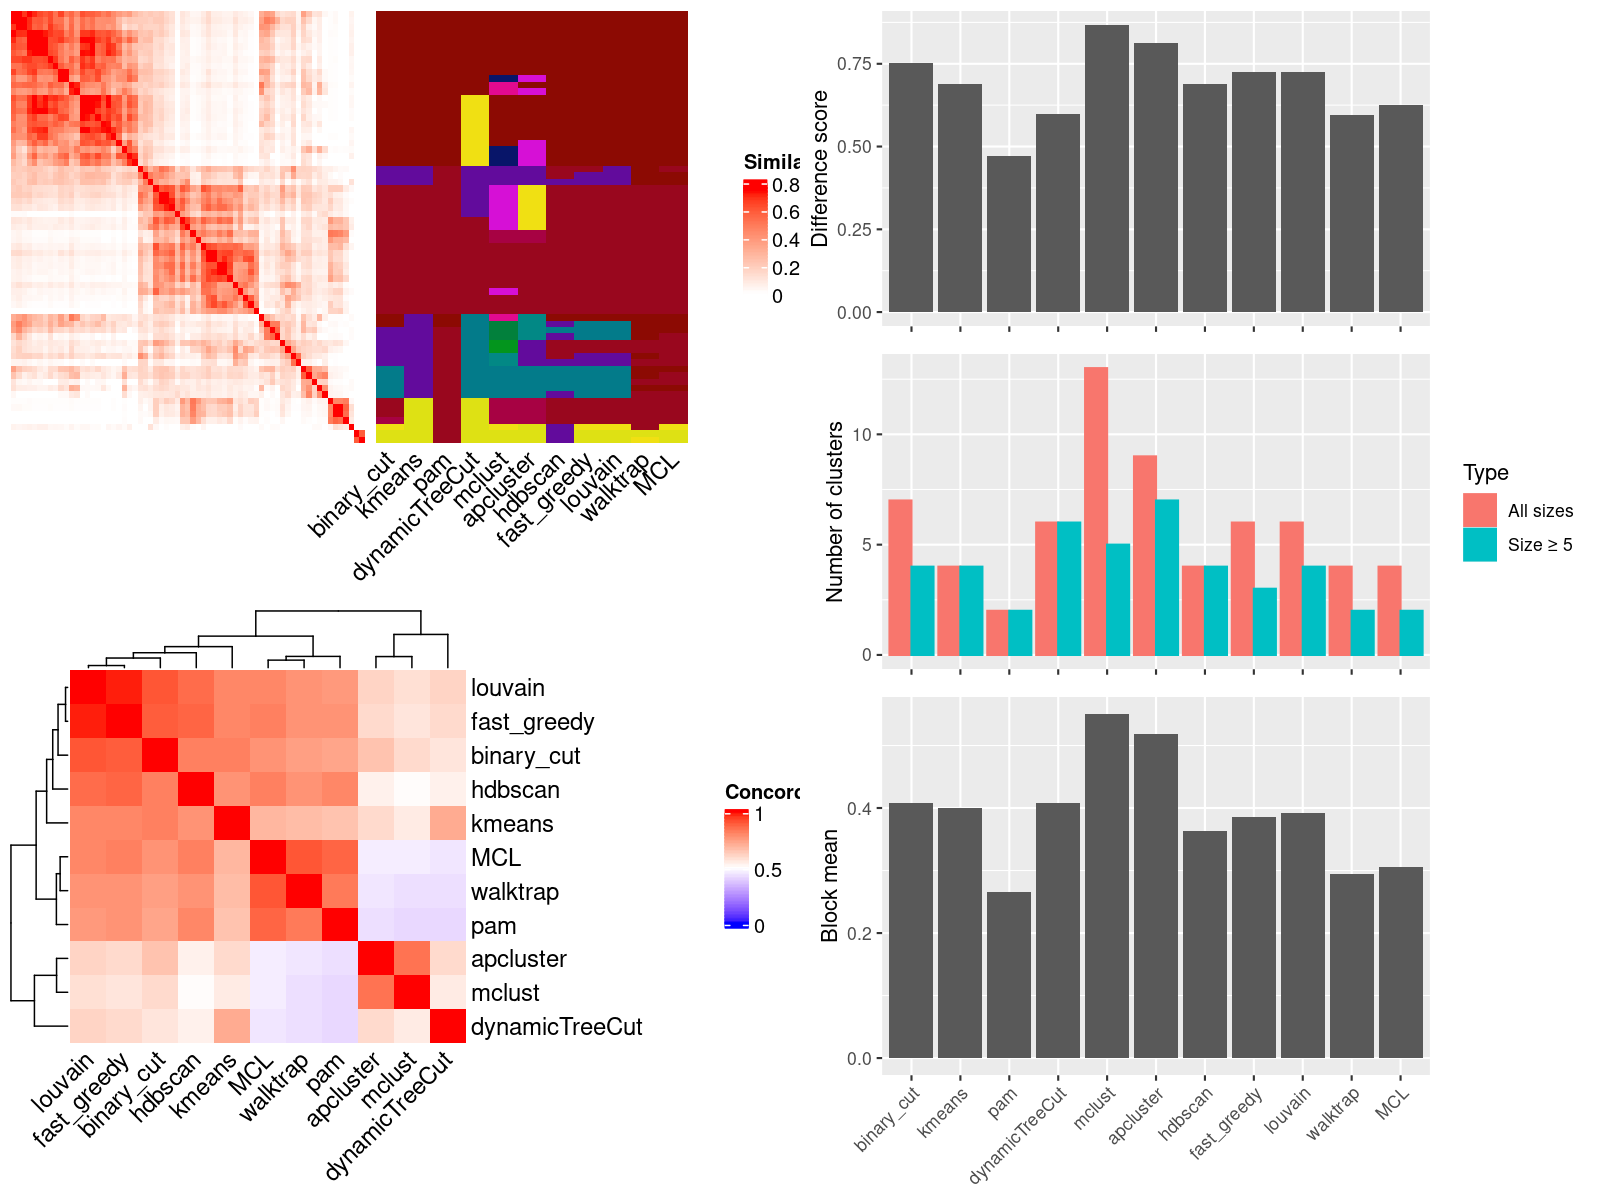 Simila
0.8
0.6
0.4
0.2
0
binary_cut
kmeans
pam
dynamicTreeCut
mclust
apcluster
hdbscan
fast_greedy
louvain
walktrap
MCL
louvain
fast_greedy
binary_cut
hdbscan
kmeans
MCL
walktrap
pam
apcluster
mclust
dynamicTreeCut
Concord
1
0.5
0
louvain
fast_greedy
binary_cut
hdbscan
kmeans
MCL
walktrap
pam
apcluster
mclust
dynamicTreeCut
Difference score
0.75
0.50
0.25
0.00
Number of clusters
10
5
0
Type
All sizes
Size ≥ 5
Block mean
0.4
0.2
0.0
binary_cut
kmeans
pam
dynamicTreeCut
mclust
apcluster
hdbscan
fast_greedy
louvain
walktrap
MCL